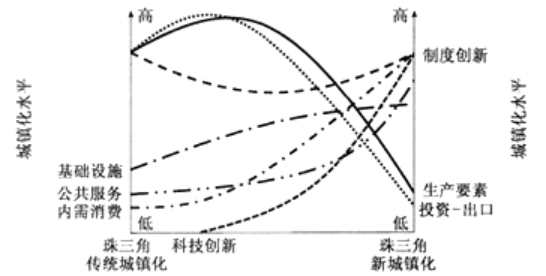 高
高
制度创新
城镇化水平
城镇化水平
基础设施
公共服务
内需消费
生产要素
投资-出口
低
低
珠三角
传统城镇化
科技创新
珠三角
新城镇化